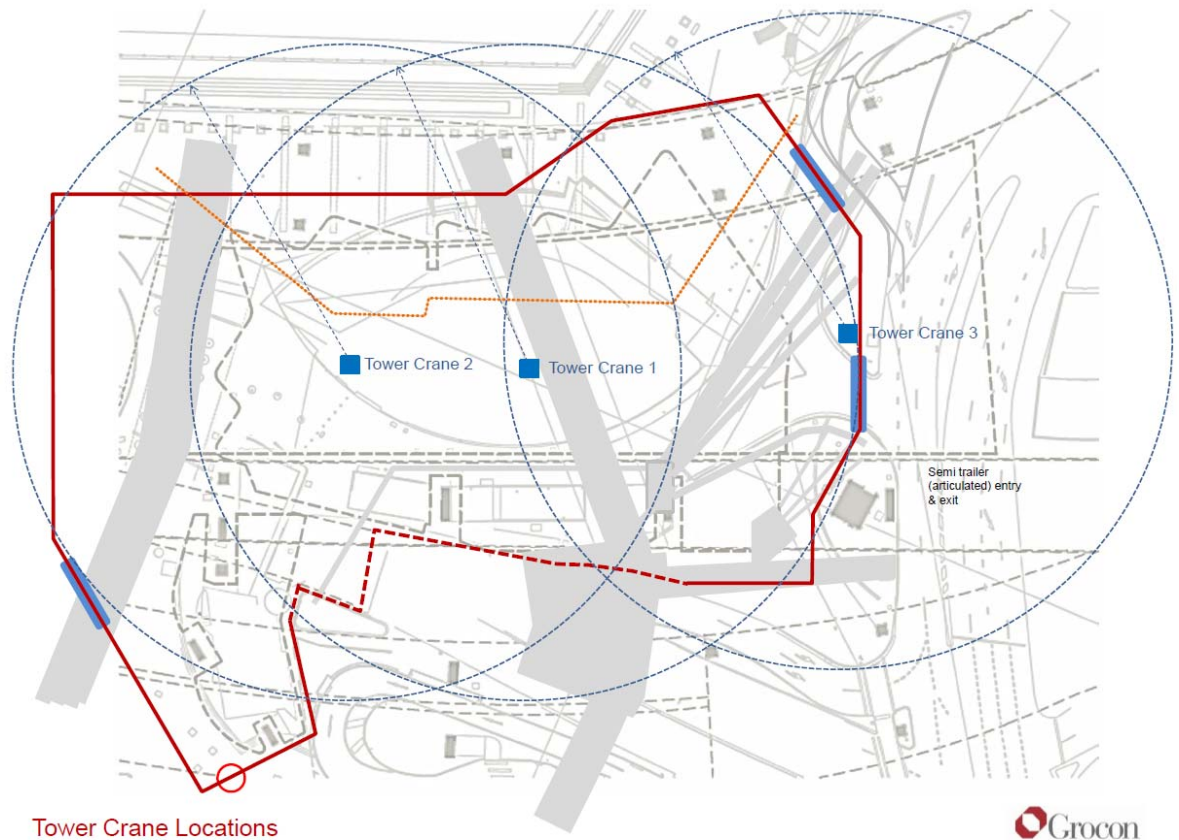 Tower Crane 3
Tower Crane 2
Tower Crane 1
Semi trailer
(articulated) entry
& exit
Tower Crane Locations
Grocon